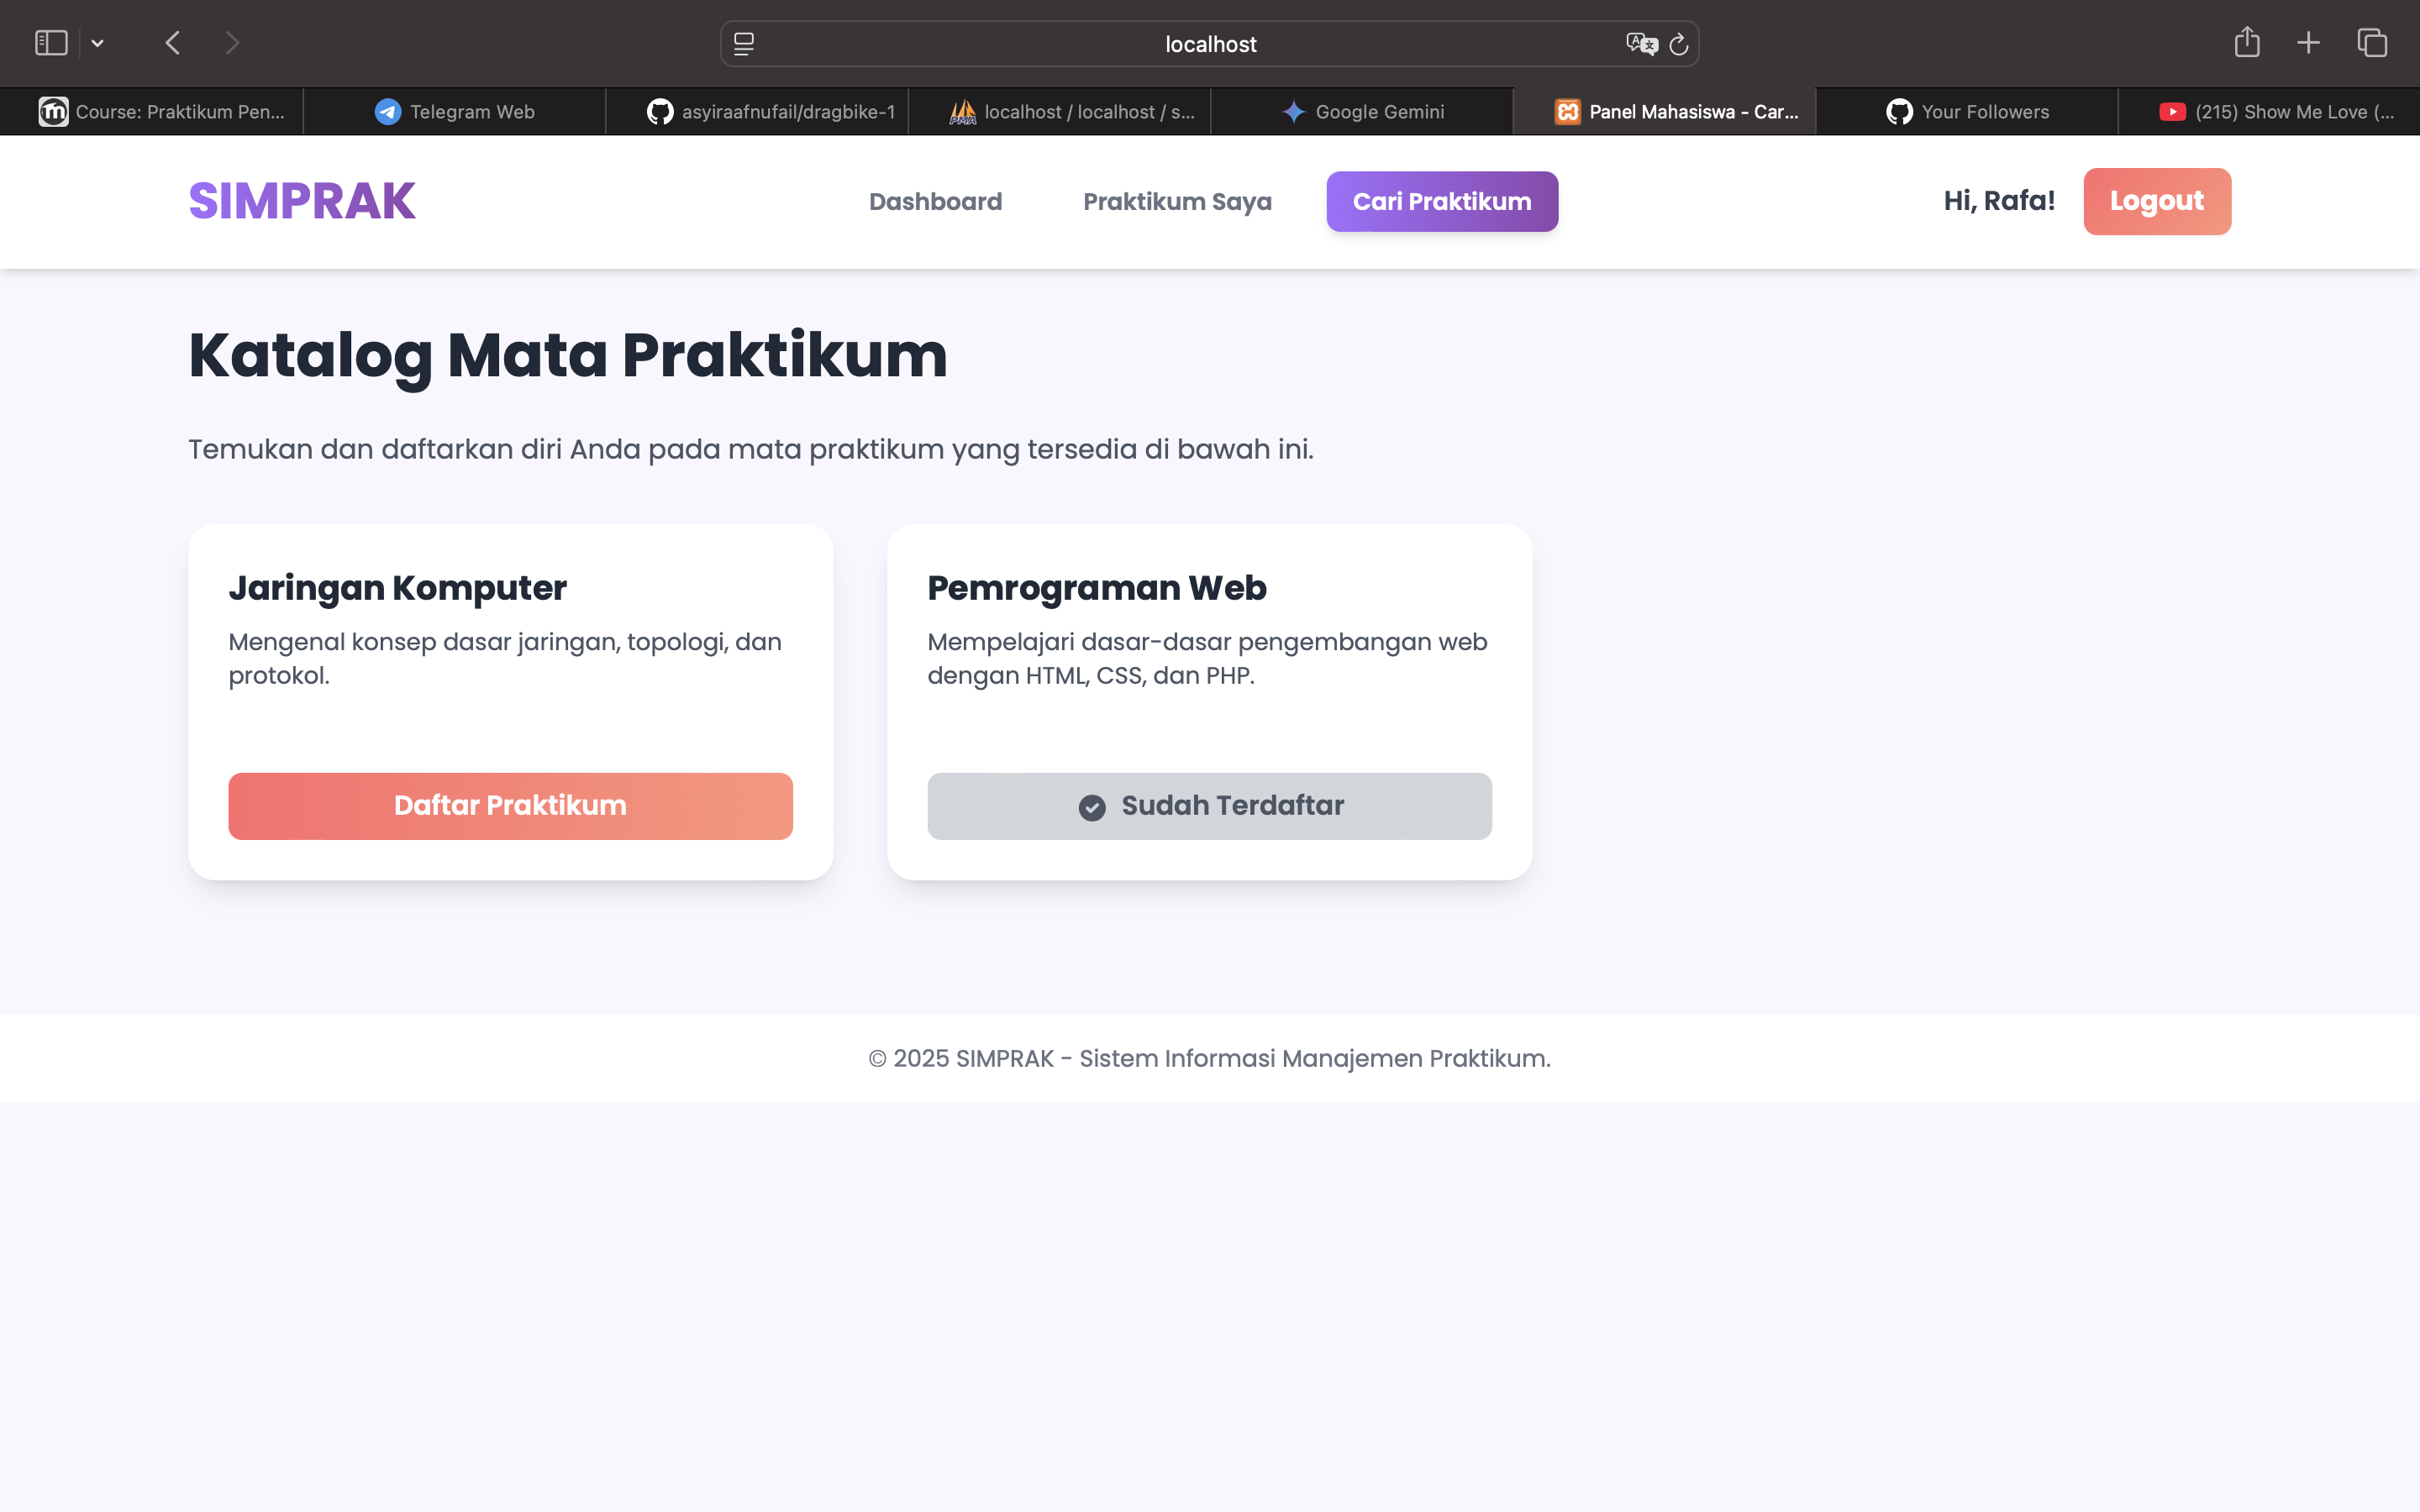 localhost
Course: Praktikum Pen...
Telegram Web
asyiraafnufail/dragbike-1
localhost / localhost / s...
Google Gemini
Panel Mahasiswa - Car...
Your Followers
(215) Show Me Love (...
SIMPRAK
Dashboard
Praktikum Saya
Cari Praktikum
Hi, Rafa!
Logout
Katalog Mata Praktikum
Temukan dan daftarkan diri Anda pada mata praktikum yang tersedia di bawah ini.
Jaringan Komputer
Mengenal konsep dasar jaringan, topologi, dan
protokol.
Daftar Praktikum
Pemrograman Web
Mempelajari dasar-dasar pengembangan web
dengan HTML, CSS, dan PHP.
Sudah Terdaftar
© 2025 SIMPRAK - Sistem Informasi Manajemen Praktikum.